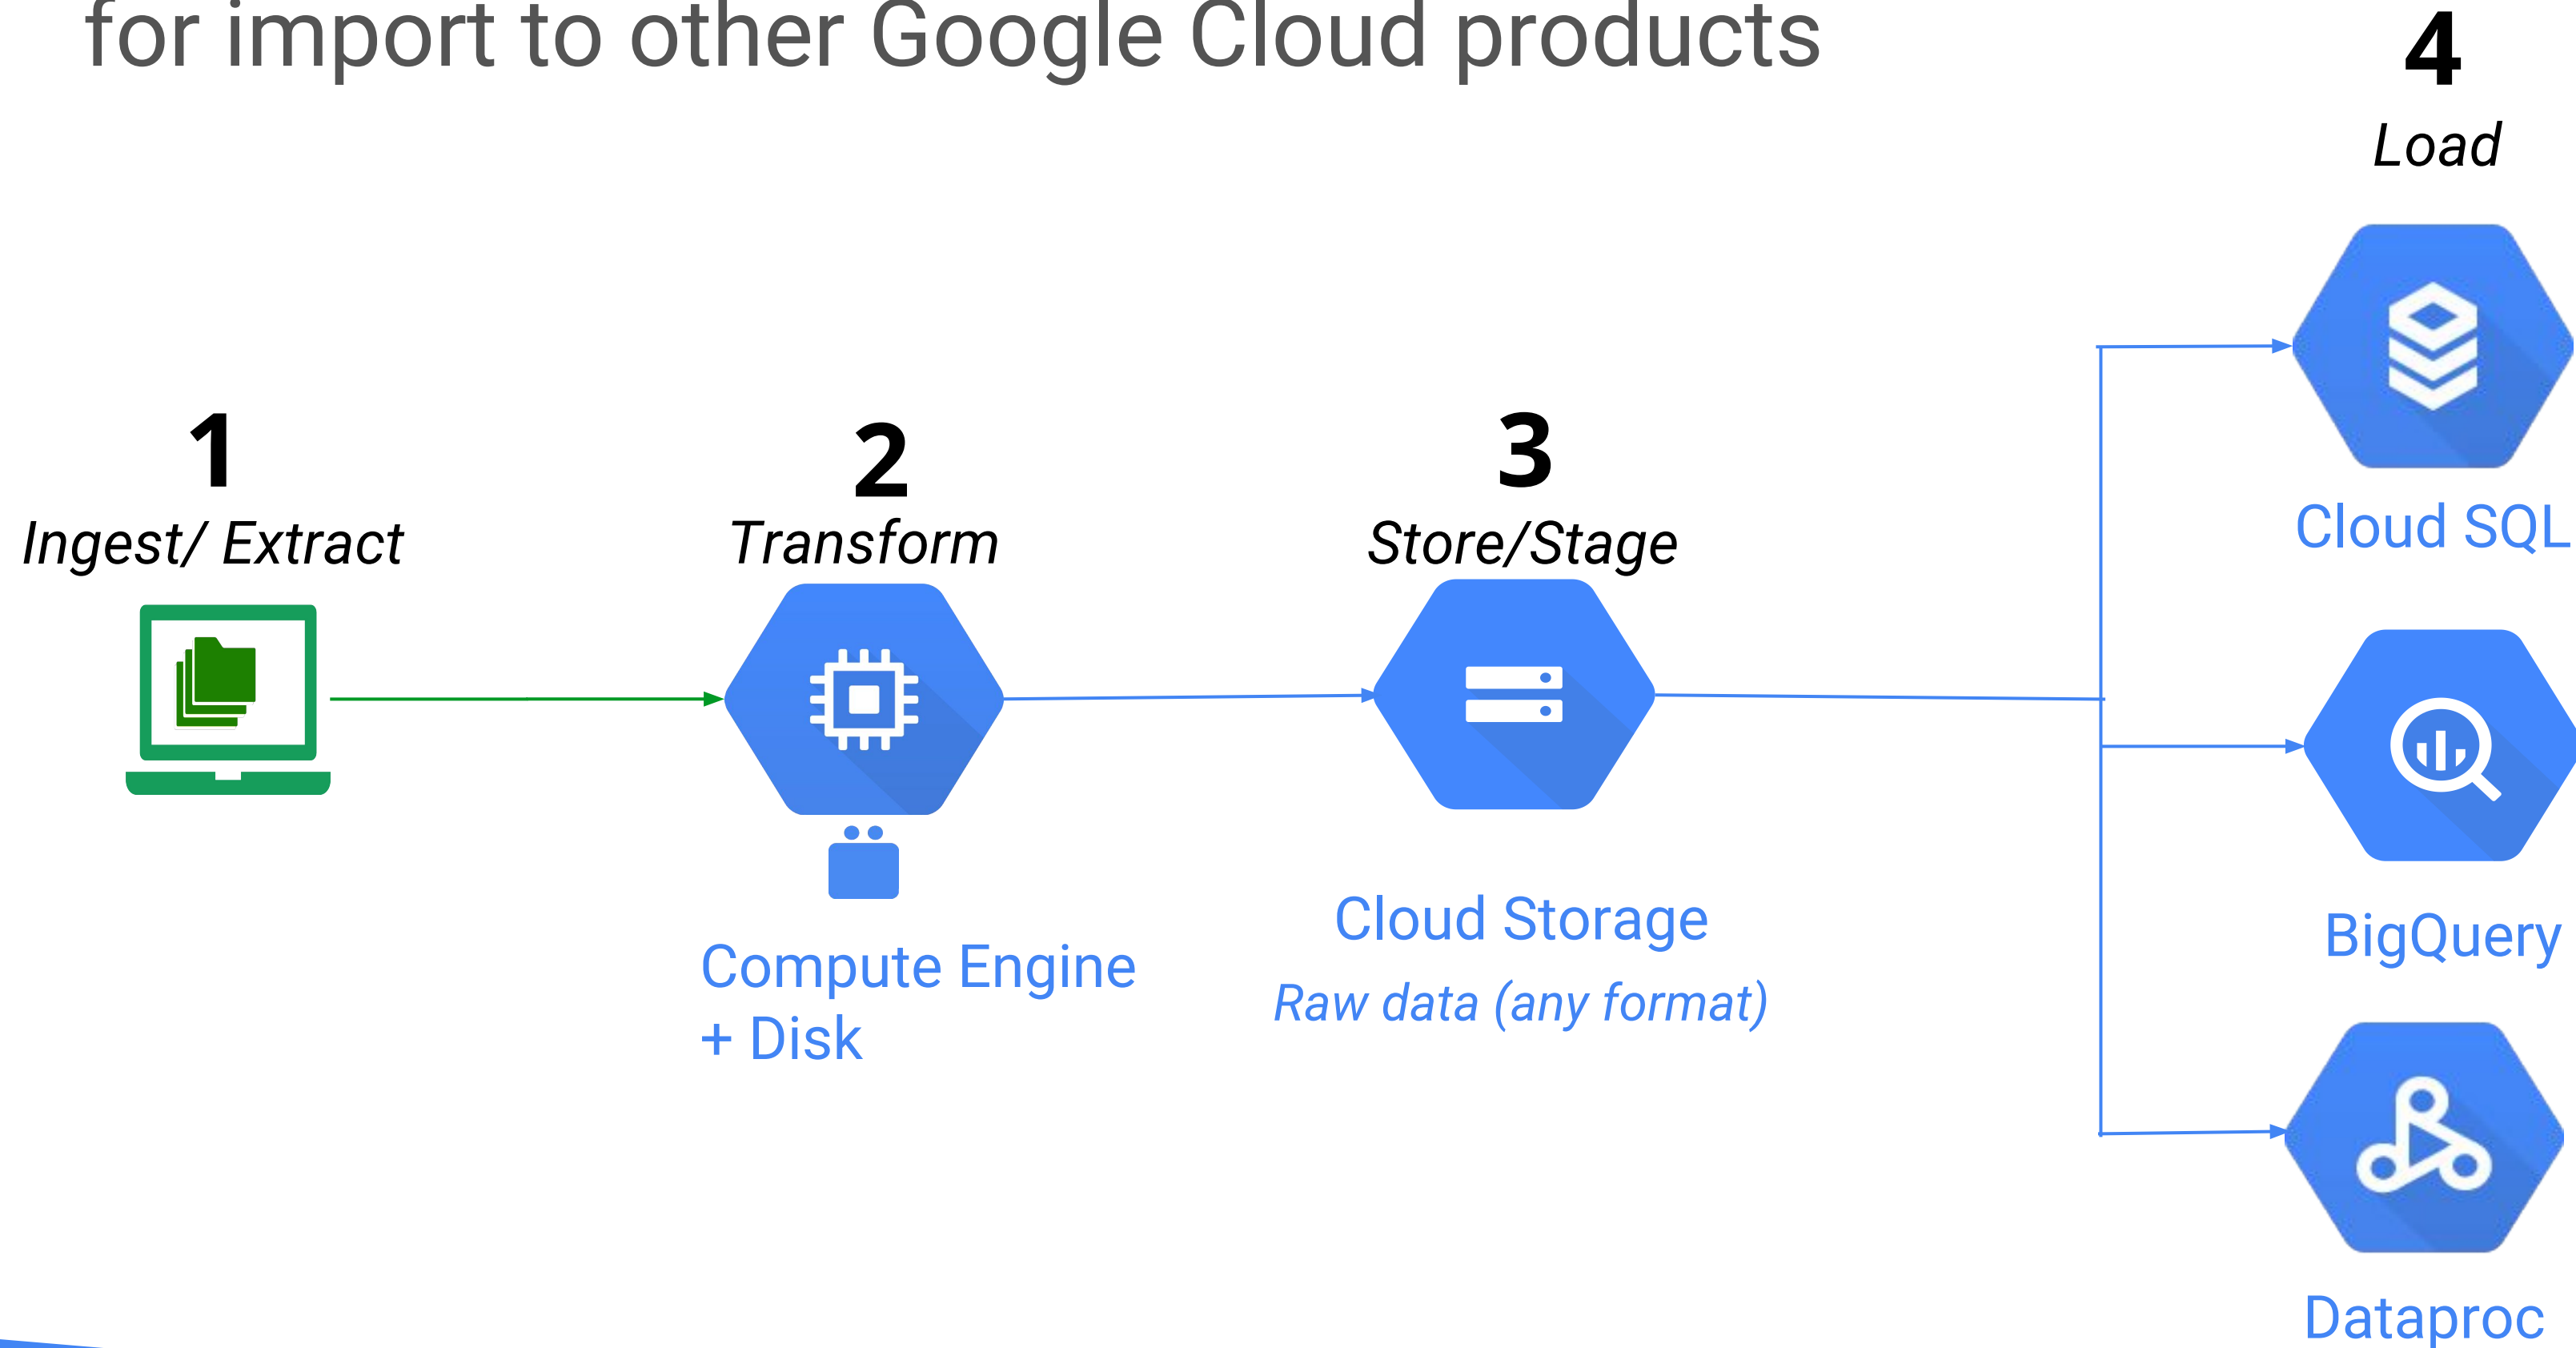 for import to other Google Cloud products
4
Load
1
Ingest/ Extract
2
Transform
3
Store/Stage
Cloud SQL
Compute Engine
+ Disk
Cloud Storage
Raw data (any format)
BigQuery
Dataproc